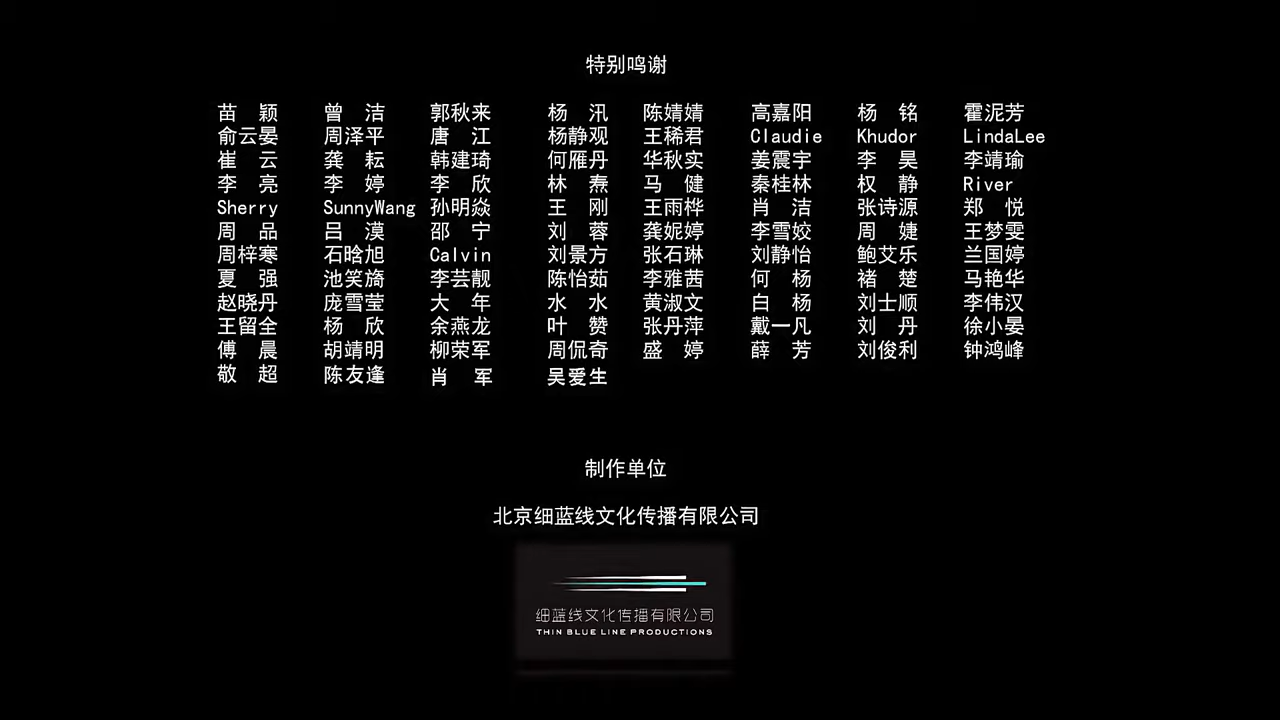 特别鸣谢
苗　颖　曾　洁　郭秋来　杨　汛　陈婧婧　高嘉阳　杨　铭　霍泥芳
俞云晏　周泽平　唐　江　杨静观　王稀君　Claudie　Khudor　LindaLee
崔　云　龚　耘　韩建琦　何雁丹　华秋实　姜震宇　李　昊　李靖瑜
李　亮　李　婷　李　欣　林　焘　马　健　秦桂林　权　静　River
Sherry　SunnyWang　孙明焱　王　刚　王雨桦　肖　洁　张诗源　郑　悦
周　品　吕　漠　邵　宁　刘　蓉　龚妮婷　李雪姣　周　婕　王梦雯
周梓寒　石晗旭　Calvin　刘景方　张石琳　刘静怡　鲍艾乐　兰国婷
夏　强　池笑旖　李芸靓　陈怡茹　李雅茜　何　杨　褚　楚　马艳华
赵晓丹　庞雪莹　大　年　水　水　黄淑文　白　杨　刘士顺　李伟汉
王留全　杨　欣　余燕龙　叶　赞　张丹萍　戴一凡　刘　丹　徐小晏
傅　晨　胡靖明　柳荣军　周侃奇　盛　婷　薛　芳　刘俊利　钟鸿峰
敬　超　陈友逢　肖　军　吴爱生
制作单位
北京细蓝线文化传播有限公司
细蓝线文化传播有限公司
THIN BLUE LINE PRODUCTIONS